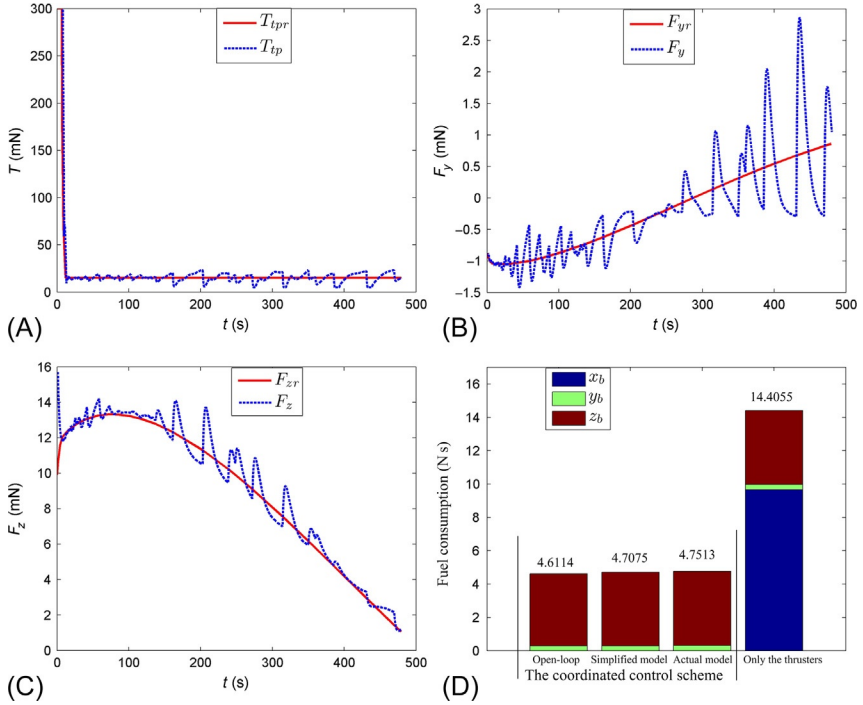 300
250
200
150
100
50
0
T (mN)
T_tpr
T_tp
0 100 200 300 400 500
t (s)
(A)
3
2.5
2
1.5
1
0.5
0
−0.5
−1
−1.5
F_y (mN)
F_yr
F_y
0 100 200 300 400 500
t (s)
(B)
16
14
12
10
8
6
4
2
0
F_z (mN)
F_zr
F_z
0 100 200 300 400 500
t (s)
(C)
16
14
12
10
8
6
4
2
0
Fuel consumption (N s)
x_b
y_b
z_b
14.4055
4.6114 4.7075 4.7513
Open-loop Simplified model Actual model Only the thrusters
The coordinated control scheme
(D)